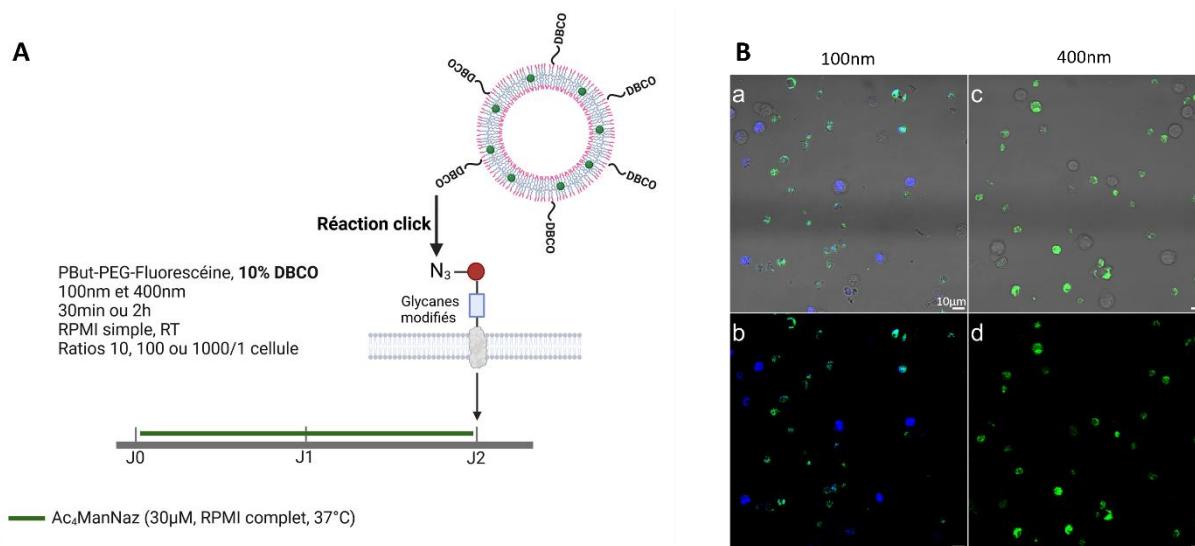 A
DBCO
DBCO
DBCO
DBCO
DBCO
DBCO
Réaction click
N₃
Glycanes
modifiés
PBut-PEG-Fluorescéine, 10% DBCO
100nm et 400nm
30min ou 2h
RPMI simple, RT
Ratios 10, 100 ou 1000/1 cellule
J0
J1
J2
Ac₄ManNaz (30µM, RPMI complet, 37°C)
B
100nm
400nm
a
c
10µm
b
d